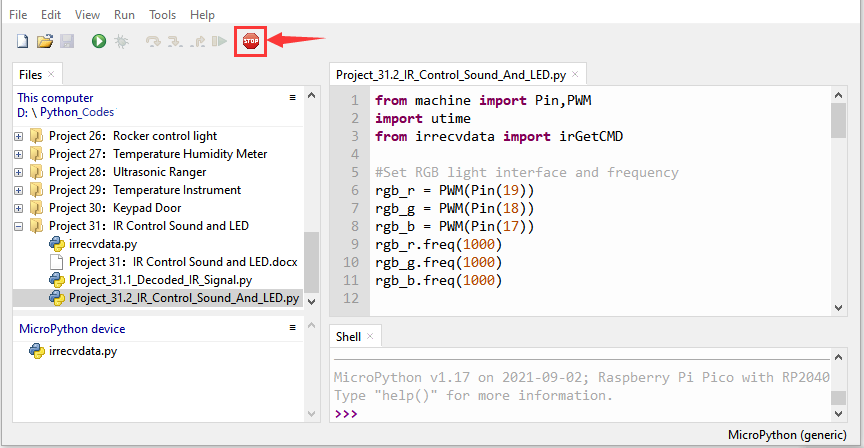 File Edit View Run Tools Help
STOP
Files ×
This computer
D: \ Python_Codes
Project 26：Rocker control light
Project 27：Temperature Humidity Meter
Project 28：Ultrasonic Ranger
Project 29：Temperature Instrument
Project 30：Keypad Door
Project 31：IR Control Sound and LED
irrecvdata.py
Project 31：IR Control Sound and LED.docx
Project_31.1_Decoded_IR_Signal.py
Project_31.2_IR_Control_Sound_And_LED.py
MicroPython device
irrecvdata.py
Project_31.2_IR_Control_Sound_And_LED.py ×
1 from machine import Pin,PWM
2 import utime
3 from irrecvdata import irGetCMD
4
5 #Set RGB light interface and frequency
6 rgb_r = PWM(Pin(19))
7 rgb_g = PWM(Pin(18))
8 rgb_b = PWM(Pin(17))
9 rgb_r.freq(1000)
10 rgb_g.freq(1000)
11 rgb_b.freq(1000)
12
Shell ×
MicroPython v1.17 on 2021-09-02; Raspberry Pi Pico with RP2040
Type "help()" for more information.
>>>
MicroPython (generic)